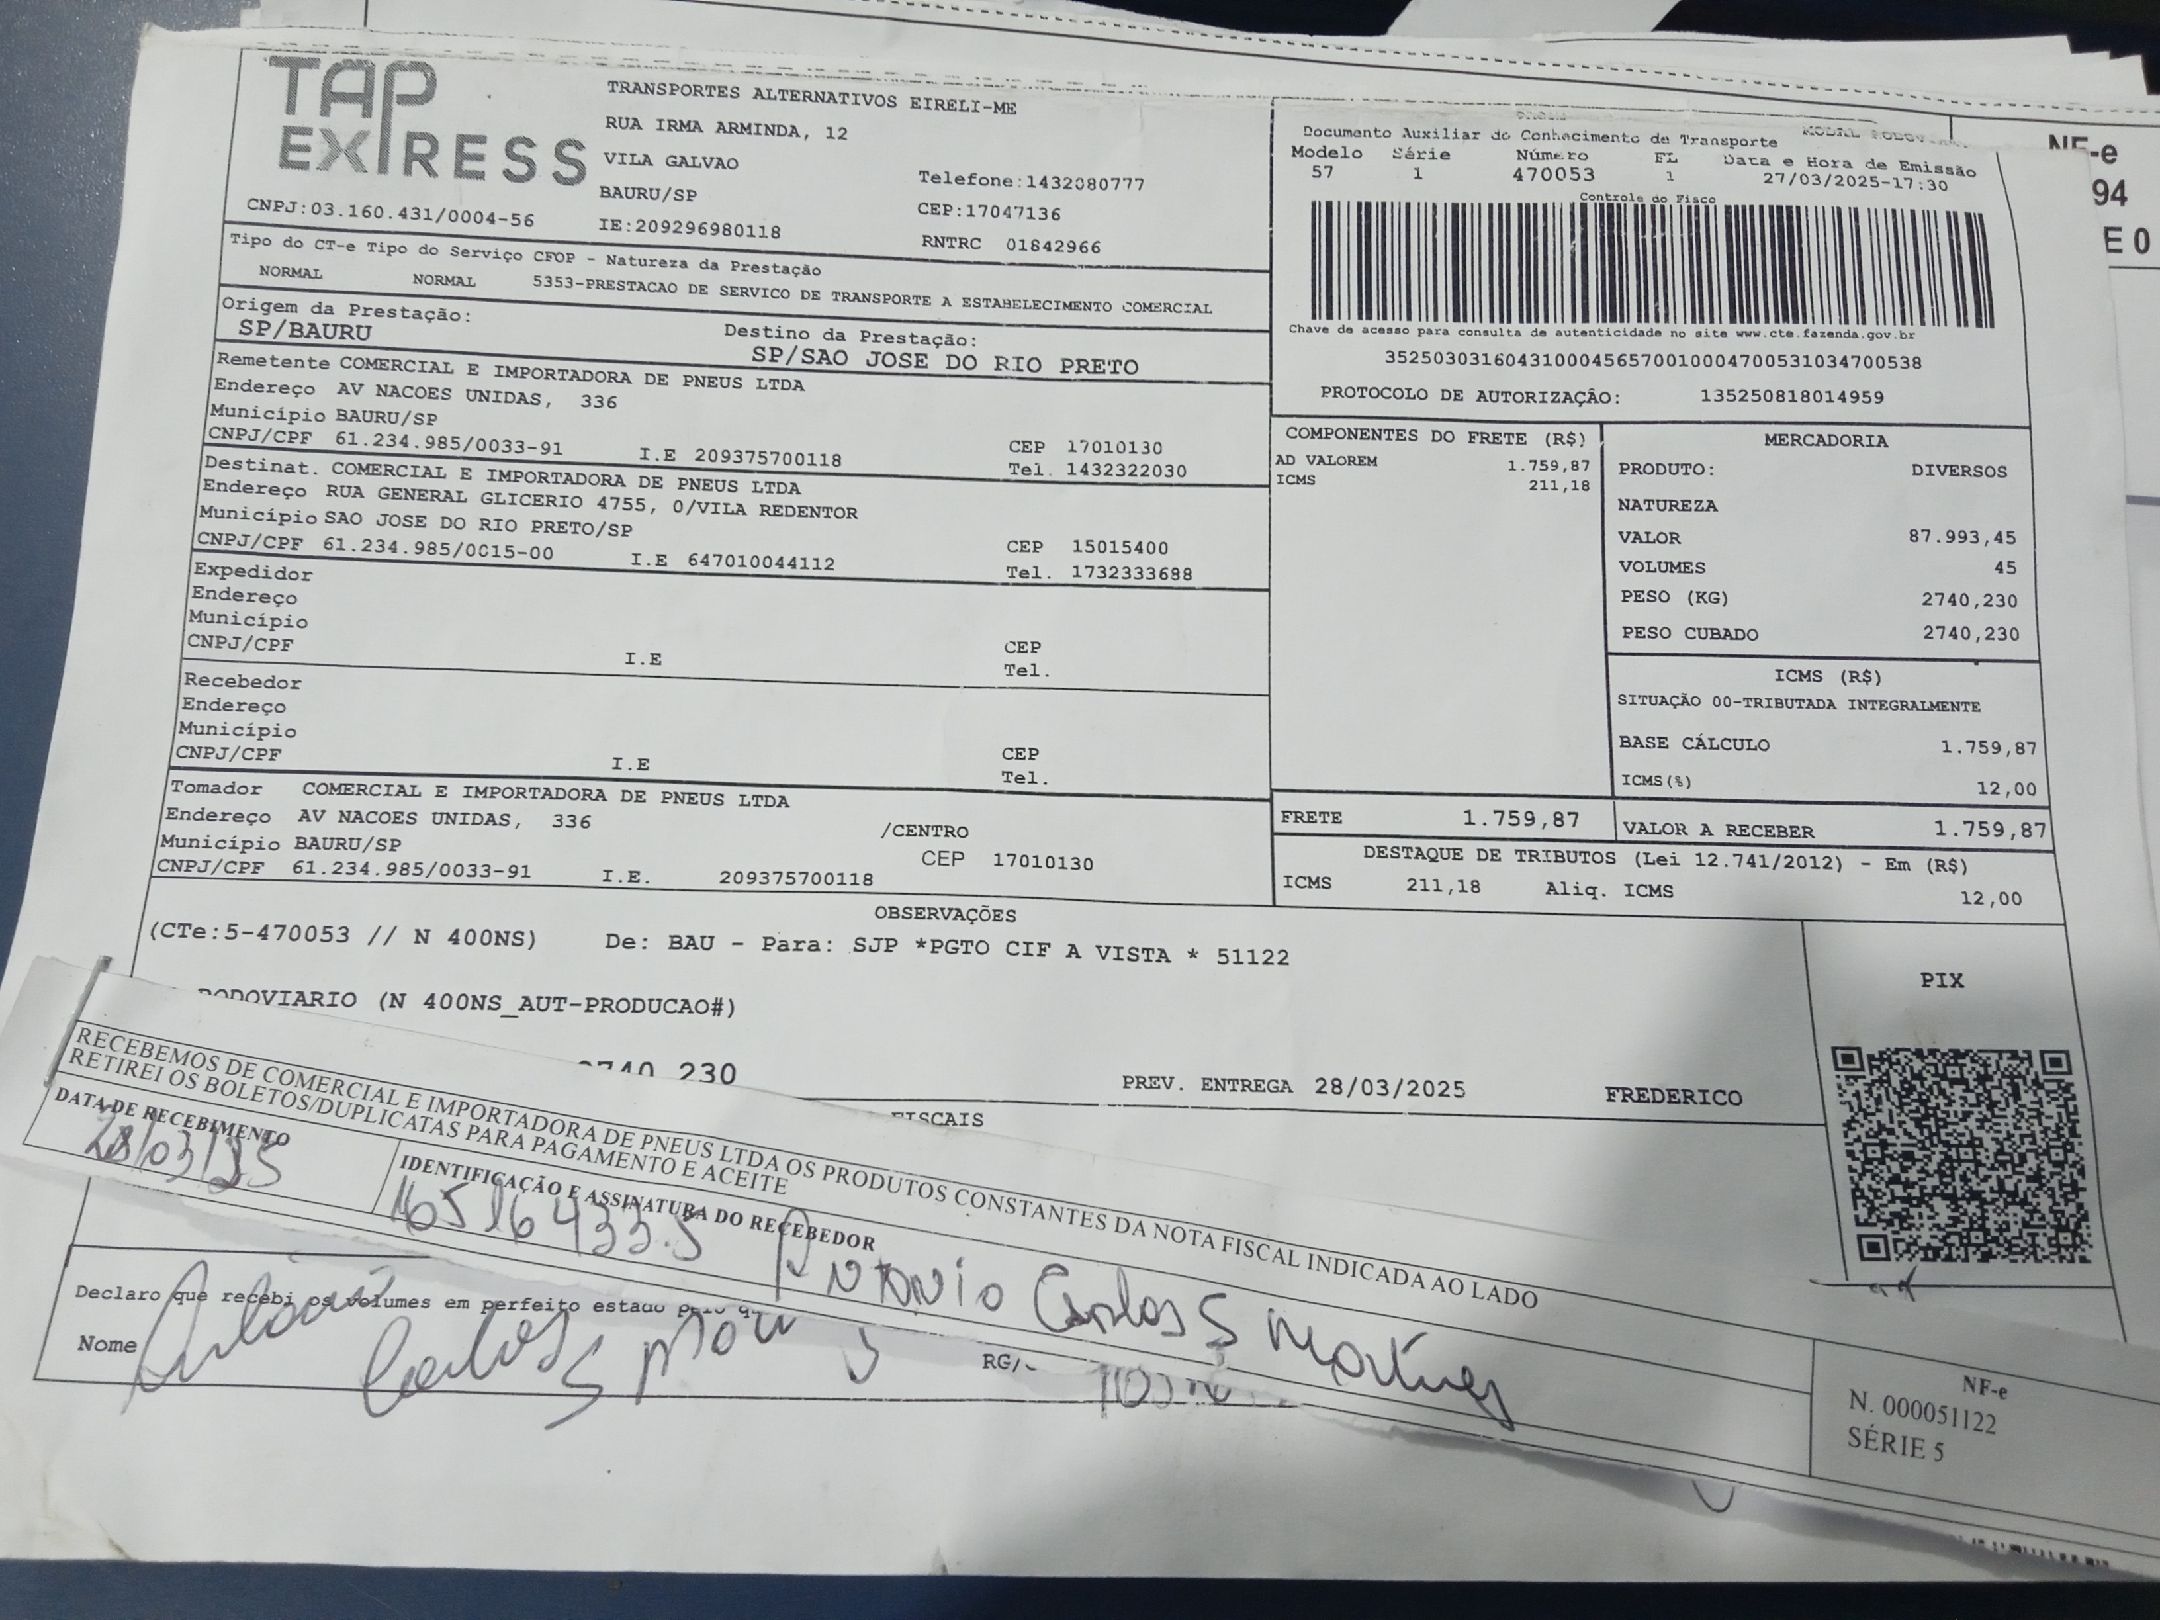 TAP EXPRESS
TRANSPORTES ALTERNATIVOS EIRELI-ME
RUA IRMA ARMINDA, 12
VILA GALVAO
BAURU/SP
Telefone:1432080777
CEP:17047136
CNPJ:03.160.431/0004-56
IE:209296980118
RNTRC 01842966
Tipo do CT-e Tipo do Serviço CFOP - Natureza da Prestação
NORMAL NORMAL 5353-PRESTACAO DE SERVICO DE TRANSPORTE A ESTABELECIMENTO COMERCIAL
Origem da Prestação:
SP/BAURU
Destino da Prestação:
SP/SAO JOSE DO RIO PRETO
Remetente COMERCIAL E IMPORTADORA DE PNEUS LTDA
Endereço AV NACOES UNIDAS, 336
Município BAURU/SP
CEP 17010130
CNPJ/CPF 61.234.985/0033-91 I.E 209375700118 Tel. 1432322030
Destinat. COMERCIAL E IMPORTADORA DE PNEUS LTDA
Endereço RUA GENERAL GLICERIO 4755, 0/VILA REDENTOR
Município SAO JOSE DO RIO PRETO/SP
CEP 15015400
CNPJ/CPF 61.234.985/0015-00 I.E 647010044112 Tel. 1732333688
Expedidor
Endereço
Município
CEP
CNPJ/CPF I.E Tel.
Recebedor
Endereço
Município
CEP
CNPJ/CPF I.E Tel.
Tomador COMERCIAL E IMPORTADORA DE PNEUS LTDA
Endereço AV NACOES UNIDAS, 336 /CENTRO
Município BAURU/SP CEP 17010130
CNPJ/CPF 61.234.985/0033-91 I.E. 209375700118
Documento Auxiliar do Conhecimento de Transporte
Modelo Série Número FL Data e Hora de Emissão
57 1 470053 1 27/03/2025-17:30
Controle do Fisco
Chave de acesso para consulta de autenticidade no site www.cte.fazenda.gov.br
35250303160431000456570010004700531034700538
PROTOCOLO DE AUTORIZAÇÃO: 135250818014959
COMPONENTES DO FRETE (R$)
AD VALOREM 1.759,87
ICMS 211,18
MERCADORIA
PRODUTO: DIVERSOS
NATUREZA
VALOR 87.993,45
VOLUMES 45
PESO (KG) 2740,230
PESO CUBADO 2740,230
ICMS (R$)
SITUAÇÃO 00-TRIBUTADA INTEGRALMENTE
BASE CÁLCULO 1.759,87
ICMS(%) 12,00
FRETE 1.759,87
VALOR A RECEBER 1.759,87
DESTAQUE DE TRIBUTOS (Lei 12.741/2012) - Em (R$)
ICMS 211,18 Aliq. ICMS 12,00
OBSERVAÇÕES
(CTe:5-470053 // N 400NS) De: BAU - Para: SJP *PGTO CIF A VISTA * 51122
RODOVIARIO (N 400NS_AUT-PRODUCAO#)
PREV. ENTREGA 28/03/2025 FREDERICO
FISCAIS
PIX
RECEBEMOS DE COMERCIAL E IMPORTADORA DE PNEUS LTDA OS PRODUTOS CONSTANTES DA NOTA FISCAL INDICADA AO LADO
RETIREI OS BOLETOS/DUPLICATAS PARA PAGAMENTO E ACEITE
DATA DE RECEBIMENTO
28/03/25
IDENTIFICAÇÃO E ASSINATURA DO RECEBEDOR
Antonio Carlos S Martines
NF-e
N. 000051122
SÉRIE 5
Declaro que recebi os volumes em perfeito estado
Nome
RG/
NF-e
94
E 0